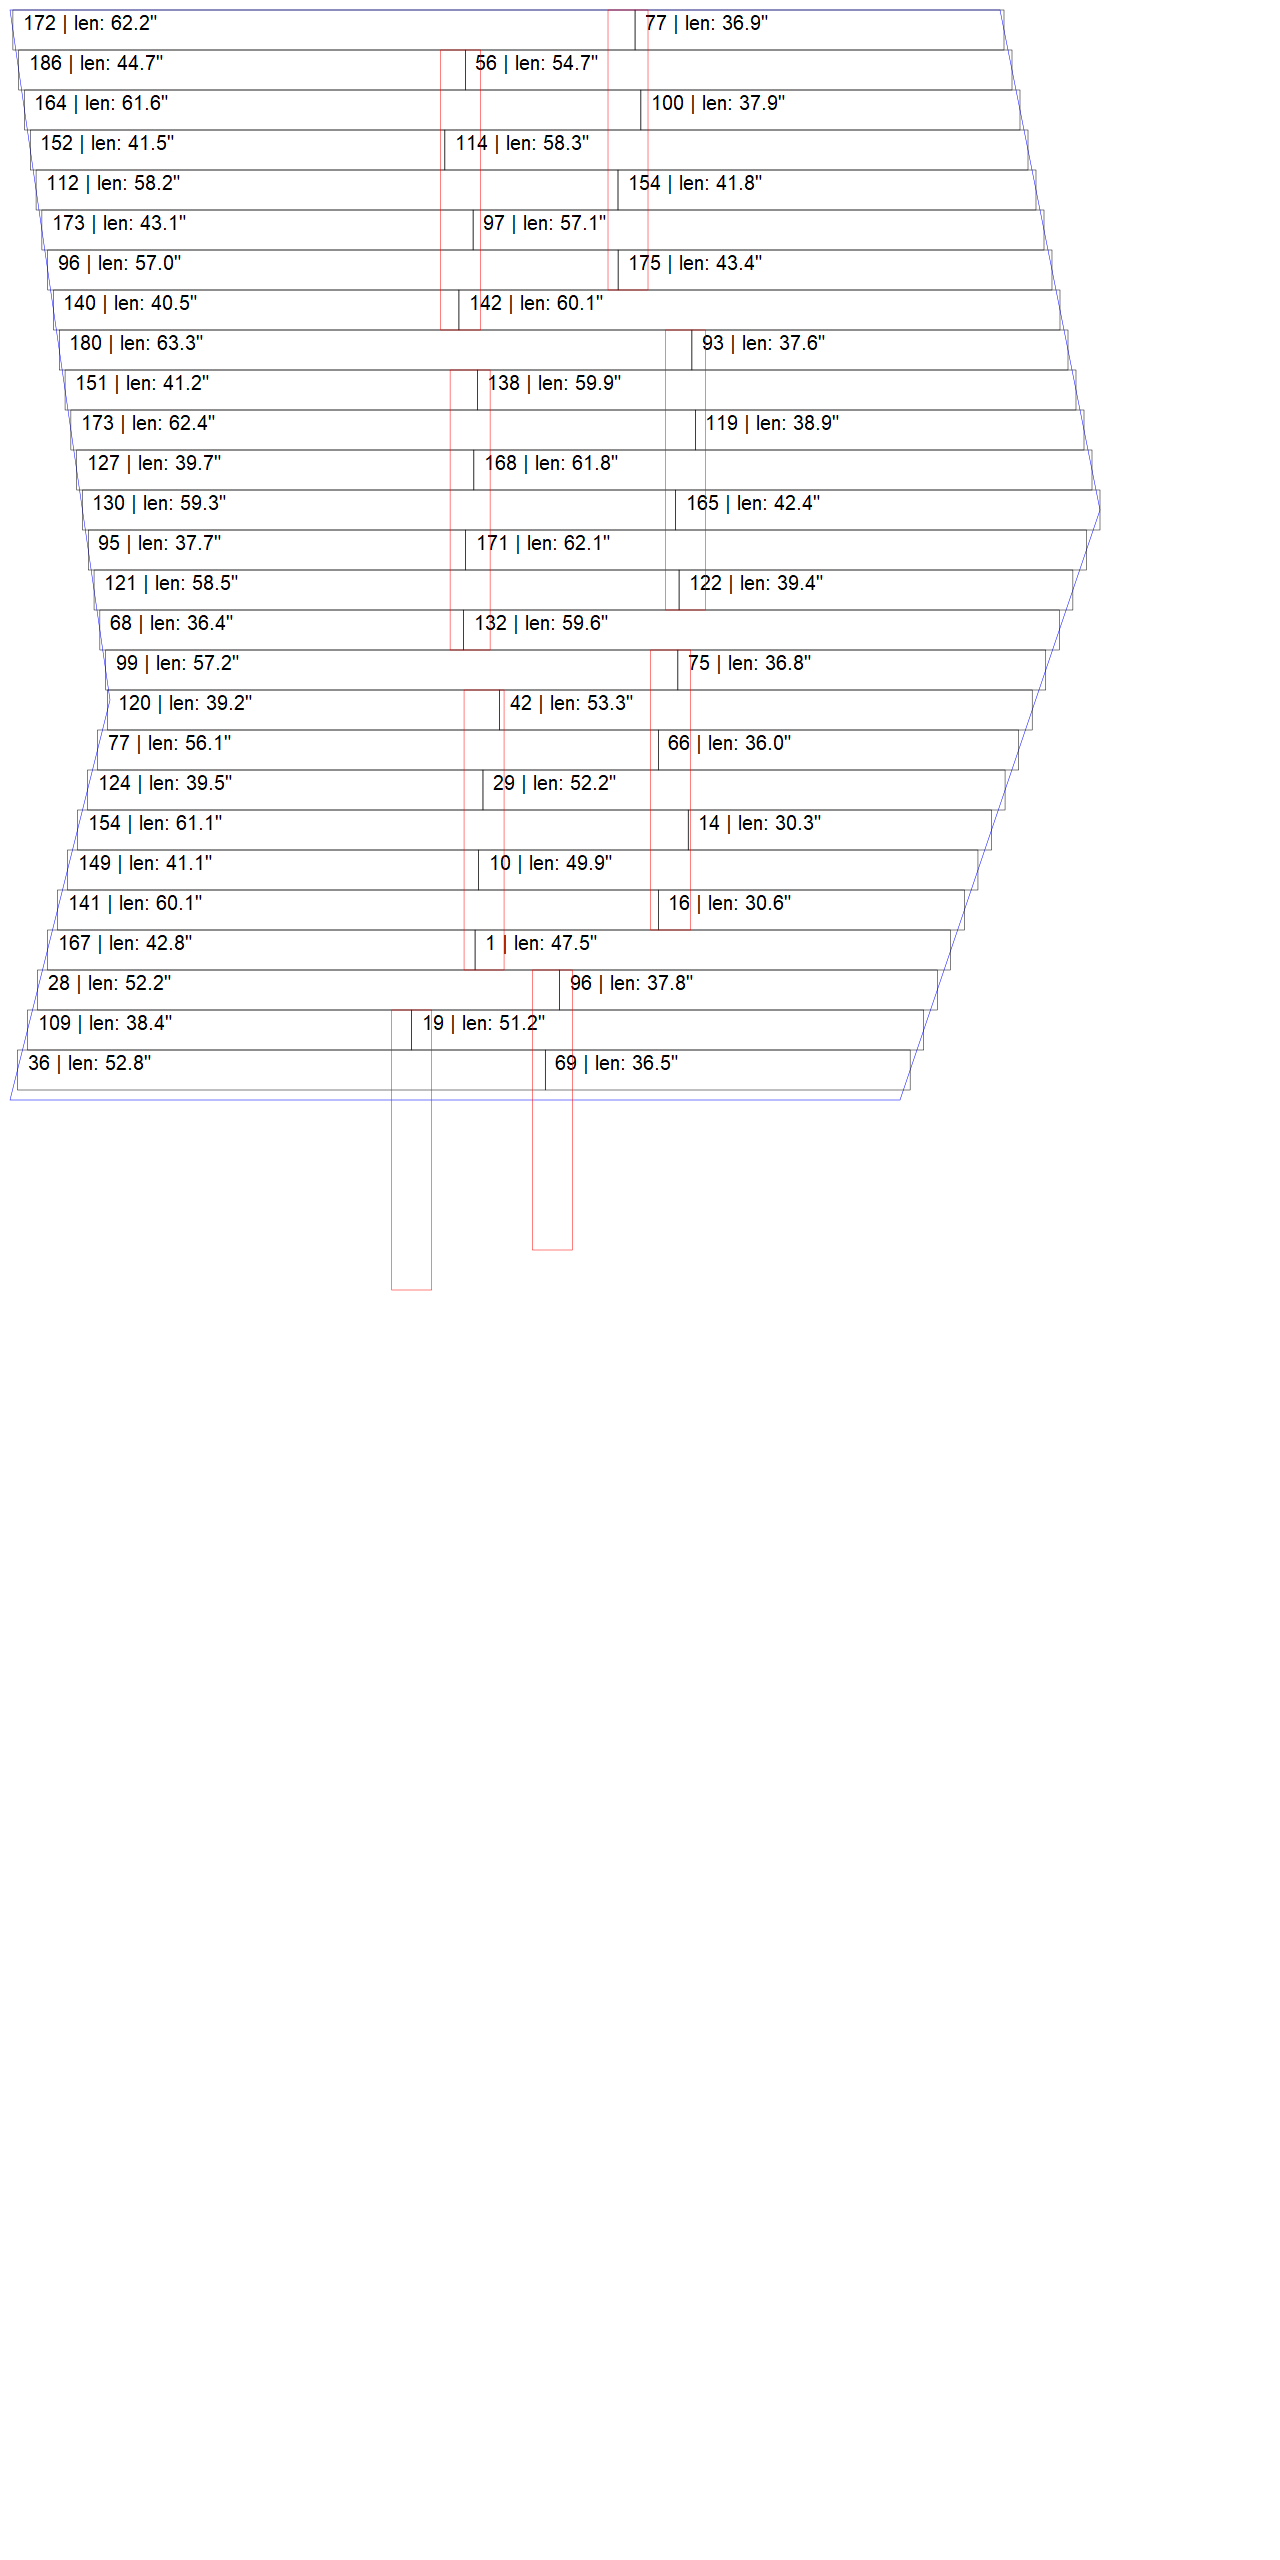 172 | len: 62.2" 77 | len: 36.9"
186 | len: 44.7" 56 | len: 54.7"
164 | len: 61.6" 100 | len: 37.9"
152 | len: 41.5" 114 | len: 58.3"
112 | len: 58.2" 154 | len: 41.8"
173 | len: 43.1" 97 | len: 57.1"
96 | len: 57.0" 175 | len: 43.4"
140 | len: 40.5" 142 | len: 60.1"
180 | len: 63.3" 93 | len: 37.6"
151 | len: 41.2" 138 | len: 59.9"
173 | len: 62.4" 119 | len: 38.9"
127 | len: 39.7" 168 | len: 61.8"
130 | len: 59.3" 165 | len: 42.4"
95 | len: 37.7" 171 | len: 62.1"
121 | len: 58.5" 122 | len: 39.4"
68 | len: 36.4" 132 | len: 59.6"
99 | len: 57.2" 75 | len: 36.8"
120 | len: 39.2" 42 | len: 53.3"
77 | len: 56.1" 66 | len: 36.0"
124 | len: 39.5" 29 | len: 52.2"
154 | len: 61.1" 14 | len: 30.3"
149 | len: 41.1" 10 | len: 49.9"
141 | len: 60.1" 16 | len: 30.6"
167 | len: 42.8" 1 | len: 47.5"
28 | len: 52.2" 96 | len: 37.8"
109 | len: 38.4" 19 | len: 51.2"
36 | len: 52.8" 69 | len: 36.5"